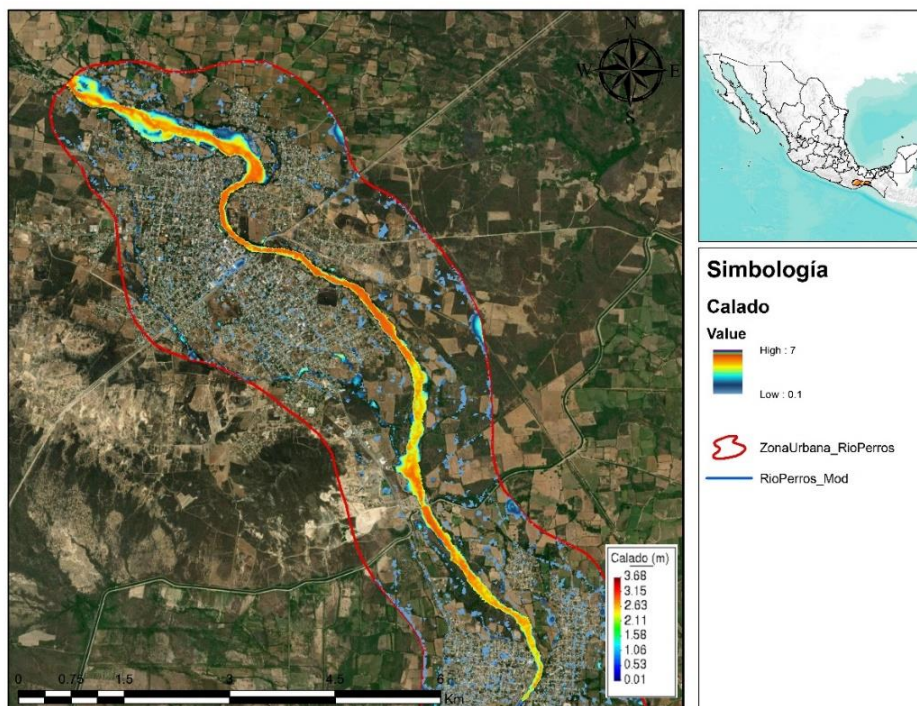 N
W
E
S
Calado (m)
3.68
3.15
2.63
2.11
1.58
1.06
0.53
0.01
0 0.75 1.5 3 4.5 6
Km
Simbología
Calado
Value
High : 7
Low : 0.1
ZonaUrbana_RioPerros
RioPerros_Mod